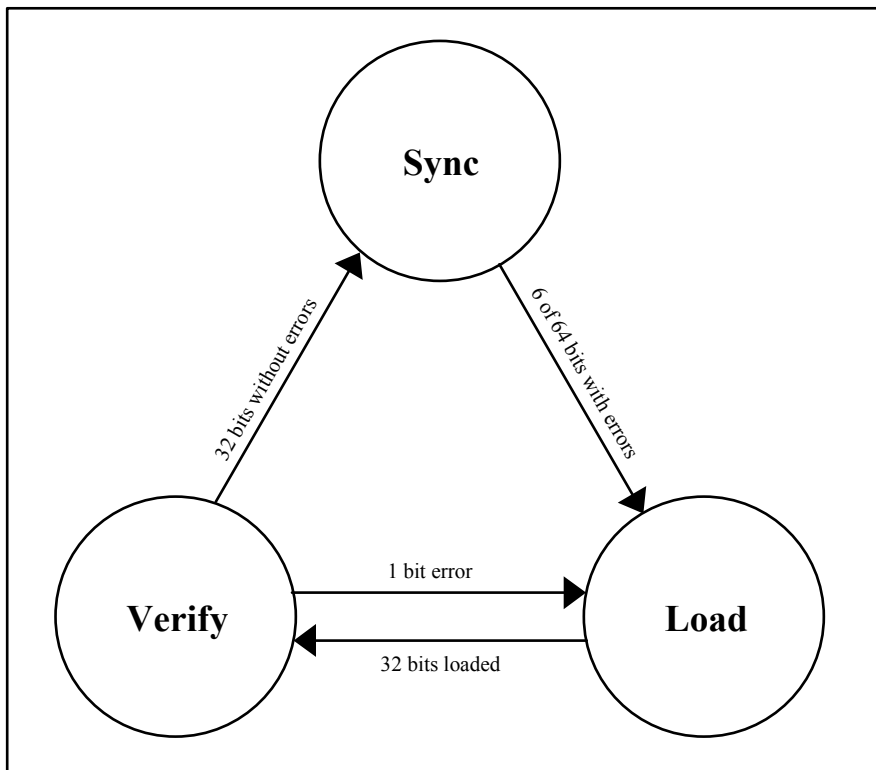 Sync
32 bits without errors
6 of 64 bits with errors
1 bit error
Verify
Load
32 bits loaded